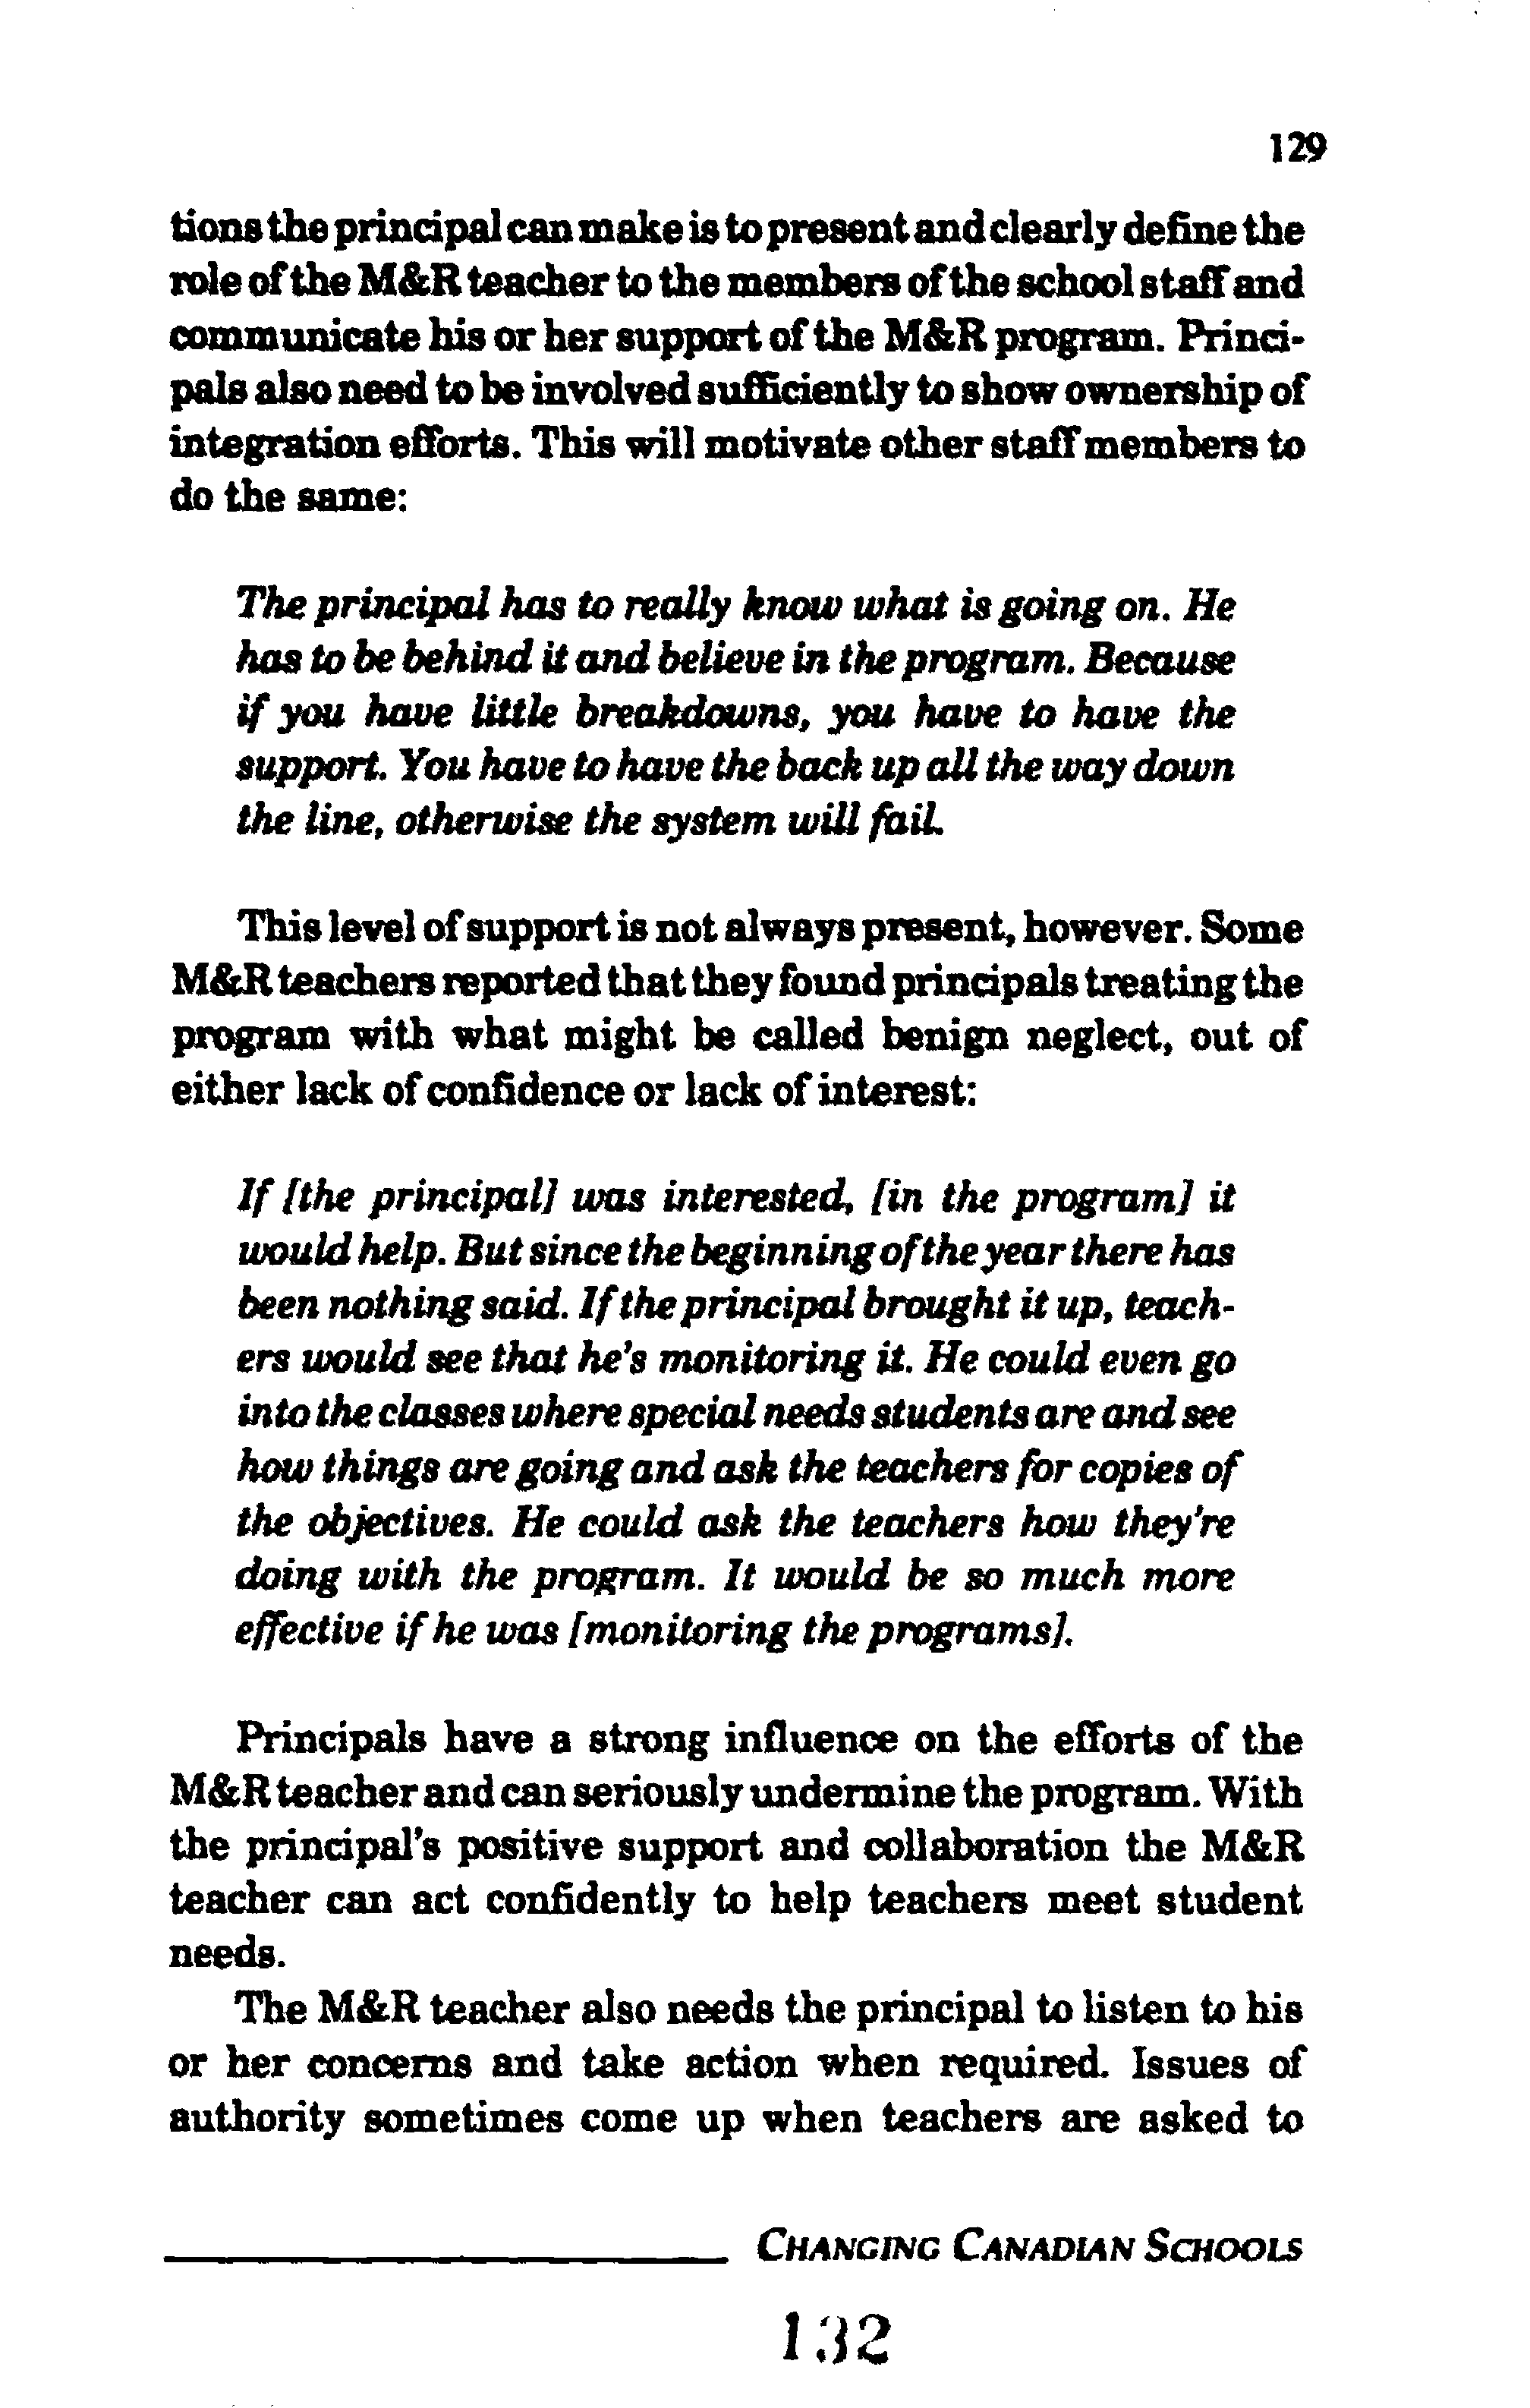 129
tions the principal can make is to present and clearly define the
role of the M&R teacher to the members of the school staff and
communicate his or her support of the M&R program. Princi-
pals also need to be involved sufficiently to show ownership of
integration efforts. This will motivate other staff members to
do the same:
The principal has to really know what is going on. He
has to be behind it and believe in the program. Because
if you have little breakdowns, you have to have the
support. You have to have the back up all the way down
the line, otherwise the system will fail.
This level of support is not always present, however. Some
M&R teachers reported that they found principals treating the
program with what might be called benign neglect, out of
either lack of confidence or lack of interest:
If [the principal] was interested, [in the program] it
would help. But since the beginning of the year there has
been nothing said. If the principal brought it up, teach-
ers would see that he's monitoring it. He could even go
into the classes where special needs students are and see
how things are going and ask the teachers for copies of
the objectives. He could ask the teachers how they're
doing with the program. It would be so much more
effective if he was [monitoring the programs].
Principals have a strong influence on the efforts of the
M&R teacher and can seriously undermine the program. With
the principal's positive support and collaboration the M&R
teacher can act confidently to help teachers meet student
needs.
The M&R teacher also needs the principal to listen to his
or her concerns and take action when required. Issues of
authority sometimes come up when teachers are asked to
CHANGING CANADIAN SCHOOLS
132